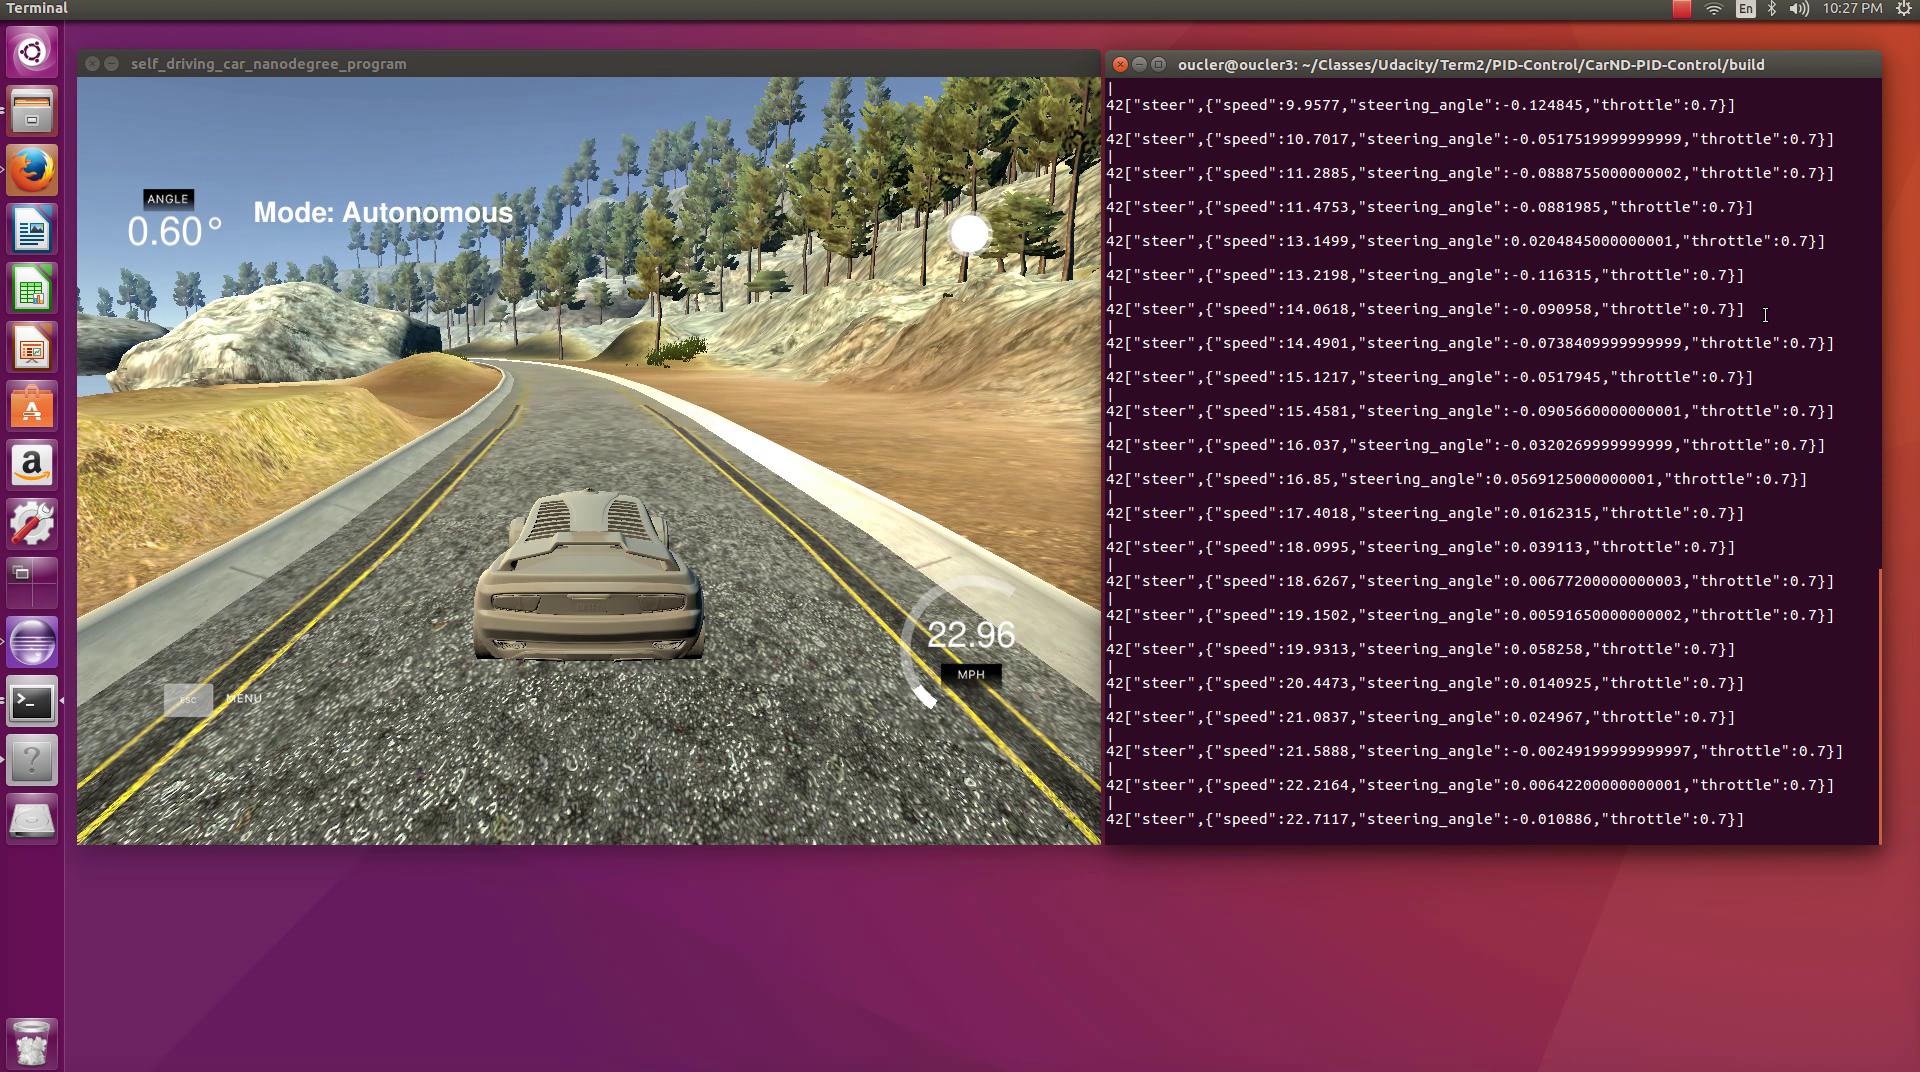 Terminal
En
10:27 PM
self_driving_car_nanodegree_program
ANGLE
0.60°
Mode: Autonomous
22.96
MPH
ESC
MENU
a
oucler@oucler3: ~/Classes/Udacity/Term2/PID-Control/CarND-PID-Control/build
|
42["steer",{"speed":9.9577,"steering_angle":-0.124845,"throttle":0.7}]
|
42["steer",{"speed":10.7017,"steering_angle":-0.0517519999999999,"throttle":0.7}]
|
42["steer",{"speed":11.2885,"steering_angle":-0.0888755000000002,"throttle":0.7}]
|
42["steer",{"speed":11.4753,"steering_angle":-0.0881985,"throttle":0.7}]
|
42["steer",{"speed":13.1499,"steering_angle":0.0204845000000001,"throttle":0.7}]
|
42["steer",{"speed":13.2198,"steering_angle":-0.116315,"throttle":0.7}]
|
42["steer",{"speed":14.0618,"steering_angle":-0.090958,"throttle":0.7}]
|
42["steer",{"speed":14.4901,"steering_angle":-0.0738409999999999,"throttle":0.7}]
|
42["steer",{"speed":15.1217,"steering_angle":-0.0517945,"throttle":0.7}]
|
42["steer",{"speed":15.4581,"steering_angle":-0.0905660000000001,"throttle":0.7}]
|
42["steer",{"speed":16.037,"steering_angle":-0.0320269999999999,"throttle":0.7}]
|
42["steer",{"speed":16.85,"steering_angle":0.0569125000000001,"throttle":0.7}]
|
42["steer",{"speed":17.4018,"steering_angle":0.0162315,"throttle":0.7}]
|
42["steer",{"speed":18.0995,"steering_angle":0.039113,"throttle":0.7}]
|
42["steer",{"speed":18.6267,"steering_angle":0.00677200000000003,"throttle":0.7}]
|
42["steer",{"speed":19.1502,"steering_angle":0.00591650000000002,"throttle":0.7}]
|
42["steer",{"speed":19.9313,"steering_angle":0.058258,"throttle":0.7}]
|
42["steer",{"speed":20.4473,"steering_angle":0.0140925,"throttle":0.7}]
|
42["steer",{"speed":21.0837,"steering_angle":0.024967,"throttle":0.7}]
|
42["steer",{"speed":21.5888,"steering_angle":-0.00249199999999997,"throttle":0.7}]
|
42["steer",{"speed":22.2164,"steering_angle":0.00642200000000001,"throttle":0.7}]
|
42["steer",{"speed":22.7117,"steering_angle":-0.010886,"throttle":0.7}]